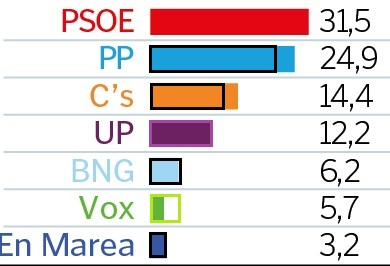 PSOE 31,5
PP 24,9
C's 14,4
UP 12,2
BNG 6,2
Vox 5,7
En Marea 3,2